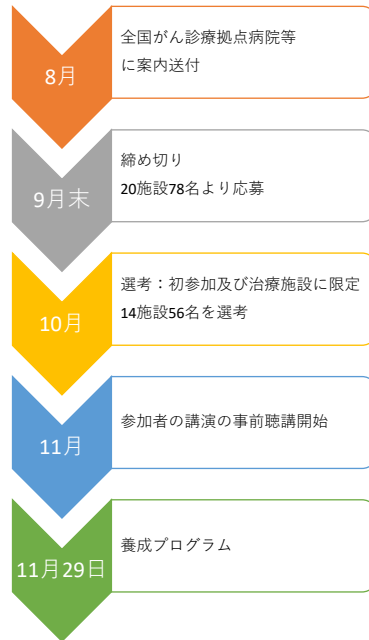 8月
全国がん診療拠点病院等
に案内送付
9月末
締め切り
20施設78名より応募
10月
選考：初参加及び治療施設に限定
14施設56名を選考
11月
参加者の講演の事前聴講開始
11月29日
養成プログラム